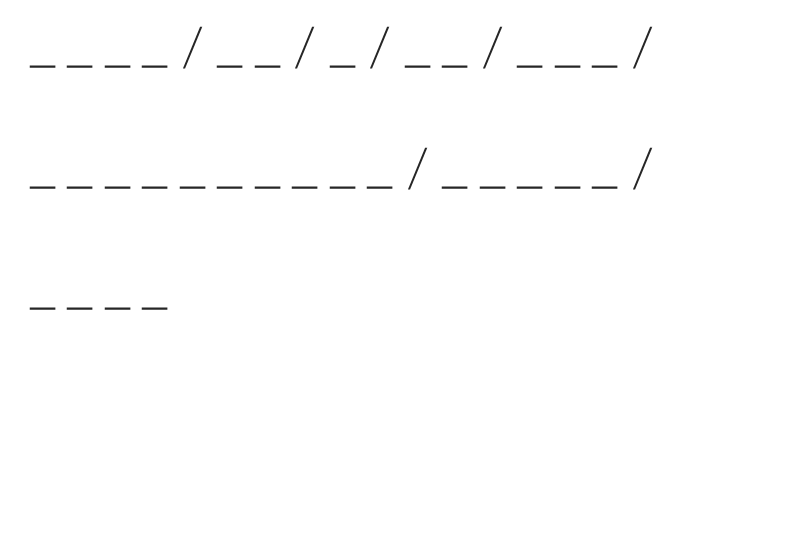 _ _ _ _ / _ _ / _ / _ _ / _ _ _ /
_ _ _ _ _ _ _ _ _ _ / _ _ _ _ _ /
_ _ _ _